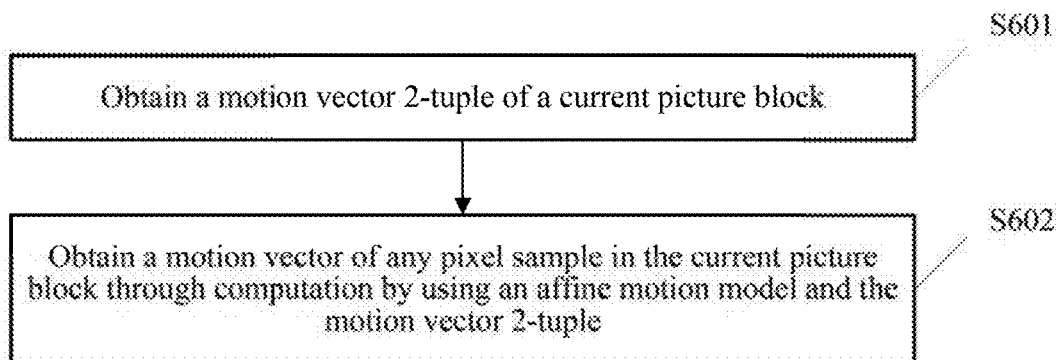 S601
Obtain a motion vector 2-tuple of a current picture block
S602
Obtain a motion vector of any pixel sample in the current picture
block through computation by using an affine motion model and the
motion vector 2-tuple